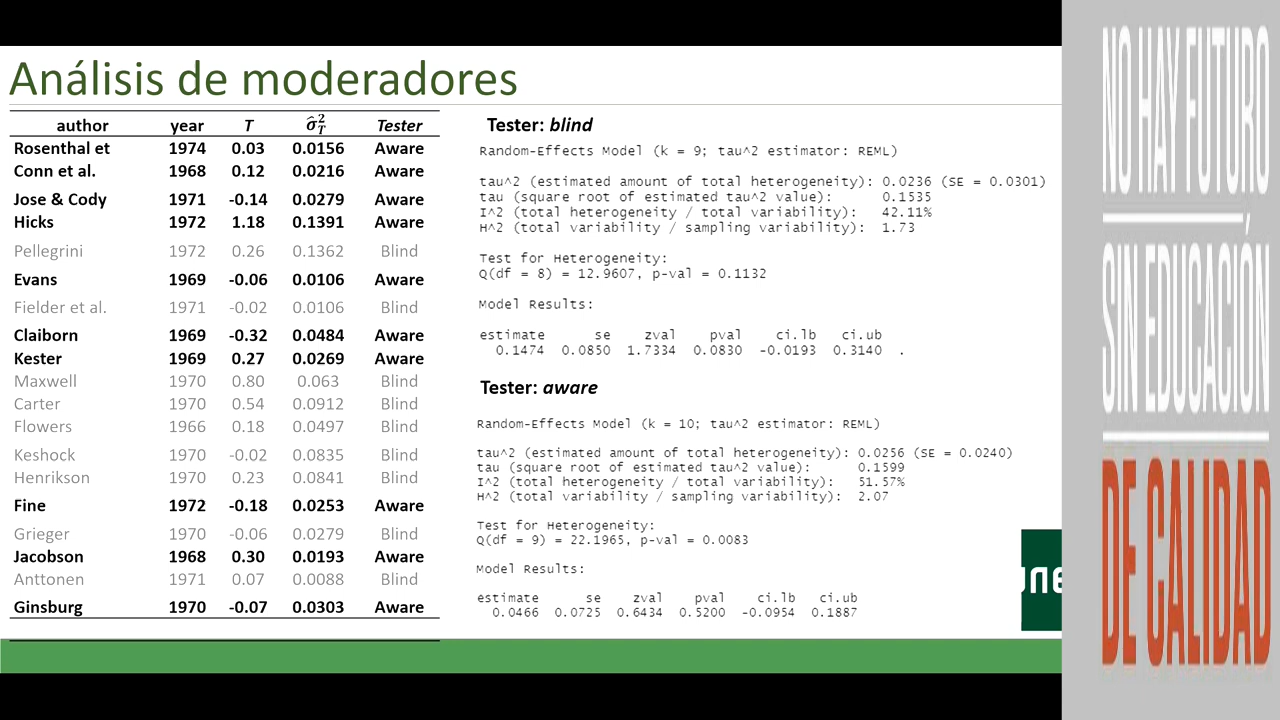 Análisis de moderadores
author year T σ̂²_T Tester
Rosenthal et 1974 0.03 0.0156 Aware
Conn et al. 1968 0.12 0.0216 Aware
Jose & Cody 1971 -0.14 0.0279 Aware
Hicks 1972 1.18 0.1391 Aware
Pellegrini 1972 0.26 0.1362 Blind
Evans 1969 -0.06 0.0106 Aware
Fielder et al. 1971 -0.02 0.0106 Blind
Claiborn 1969 -0.32 0.0484 Aware
Kester 1969 0.27 0.0269 Aware
Maxwell 1970 0.80 0.063 Blind
Carter 1970 0.54 0.0912 Blind
Flowers 1966 0.18 0.0497 Blind
Keshock 1970 -0.02 0.0835 Blind
Henrikson 1970 0.23 0.0841 Blind
Fine 1972 -0.18 0.0253 Aware
Grieger 1970 -0.06 0.0279 Blind
Jacobson 1968 0.30 0.0193 Aware
Anttonen 1971 0.07 0.0088 Blind
Ginsburg 1970 -0.07 0.0303 Aware
Tester: blind
Random-Effects Model (k = 9; tau^2 estimator: REML)
tau^2 (estimated amount of total heterogeneity): 0.0236 (SE = 0.0301)
tau (square root of estimated tau^2 value): 0.1535
I^2 (total heterogeneity / total variability): 42.11%
H^2 (total variability / sampling variability): 1.73
Test for Heterogeneity:
Q(df = 8) = 12.9607, p-val = 0.1132
Model Results:
estimate se zval pval ci.lb ci.ub
0.1474 0.0850 1.7334 0.0830 -0.0193 0.3140 .
Tester: aware
Random-Effects Model (k = 10; tau^2 estimator: REML)
tau^2 (estimated amount of total heterogeneity): 0.0256 (SE = 0.0240)
tau (square root of estimated tau^2 value): 0.1599
I^2 (total heterogeneity / total variability): 51.57%
H^2 (total variability / sampling variability): 2.07
Test for Heterogeneity:
Q(df = 9) = 22.1965, p-val = 0.0083
Model Results:
estimate se zval pval ci.lb ci.ub
0.0466 0.0725 0.6434 0.5200 -0.0954 0.1887
NO HAY FUTURO
SIN EDUCACIÓN
DE CALIDAD